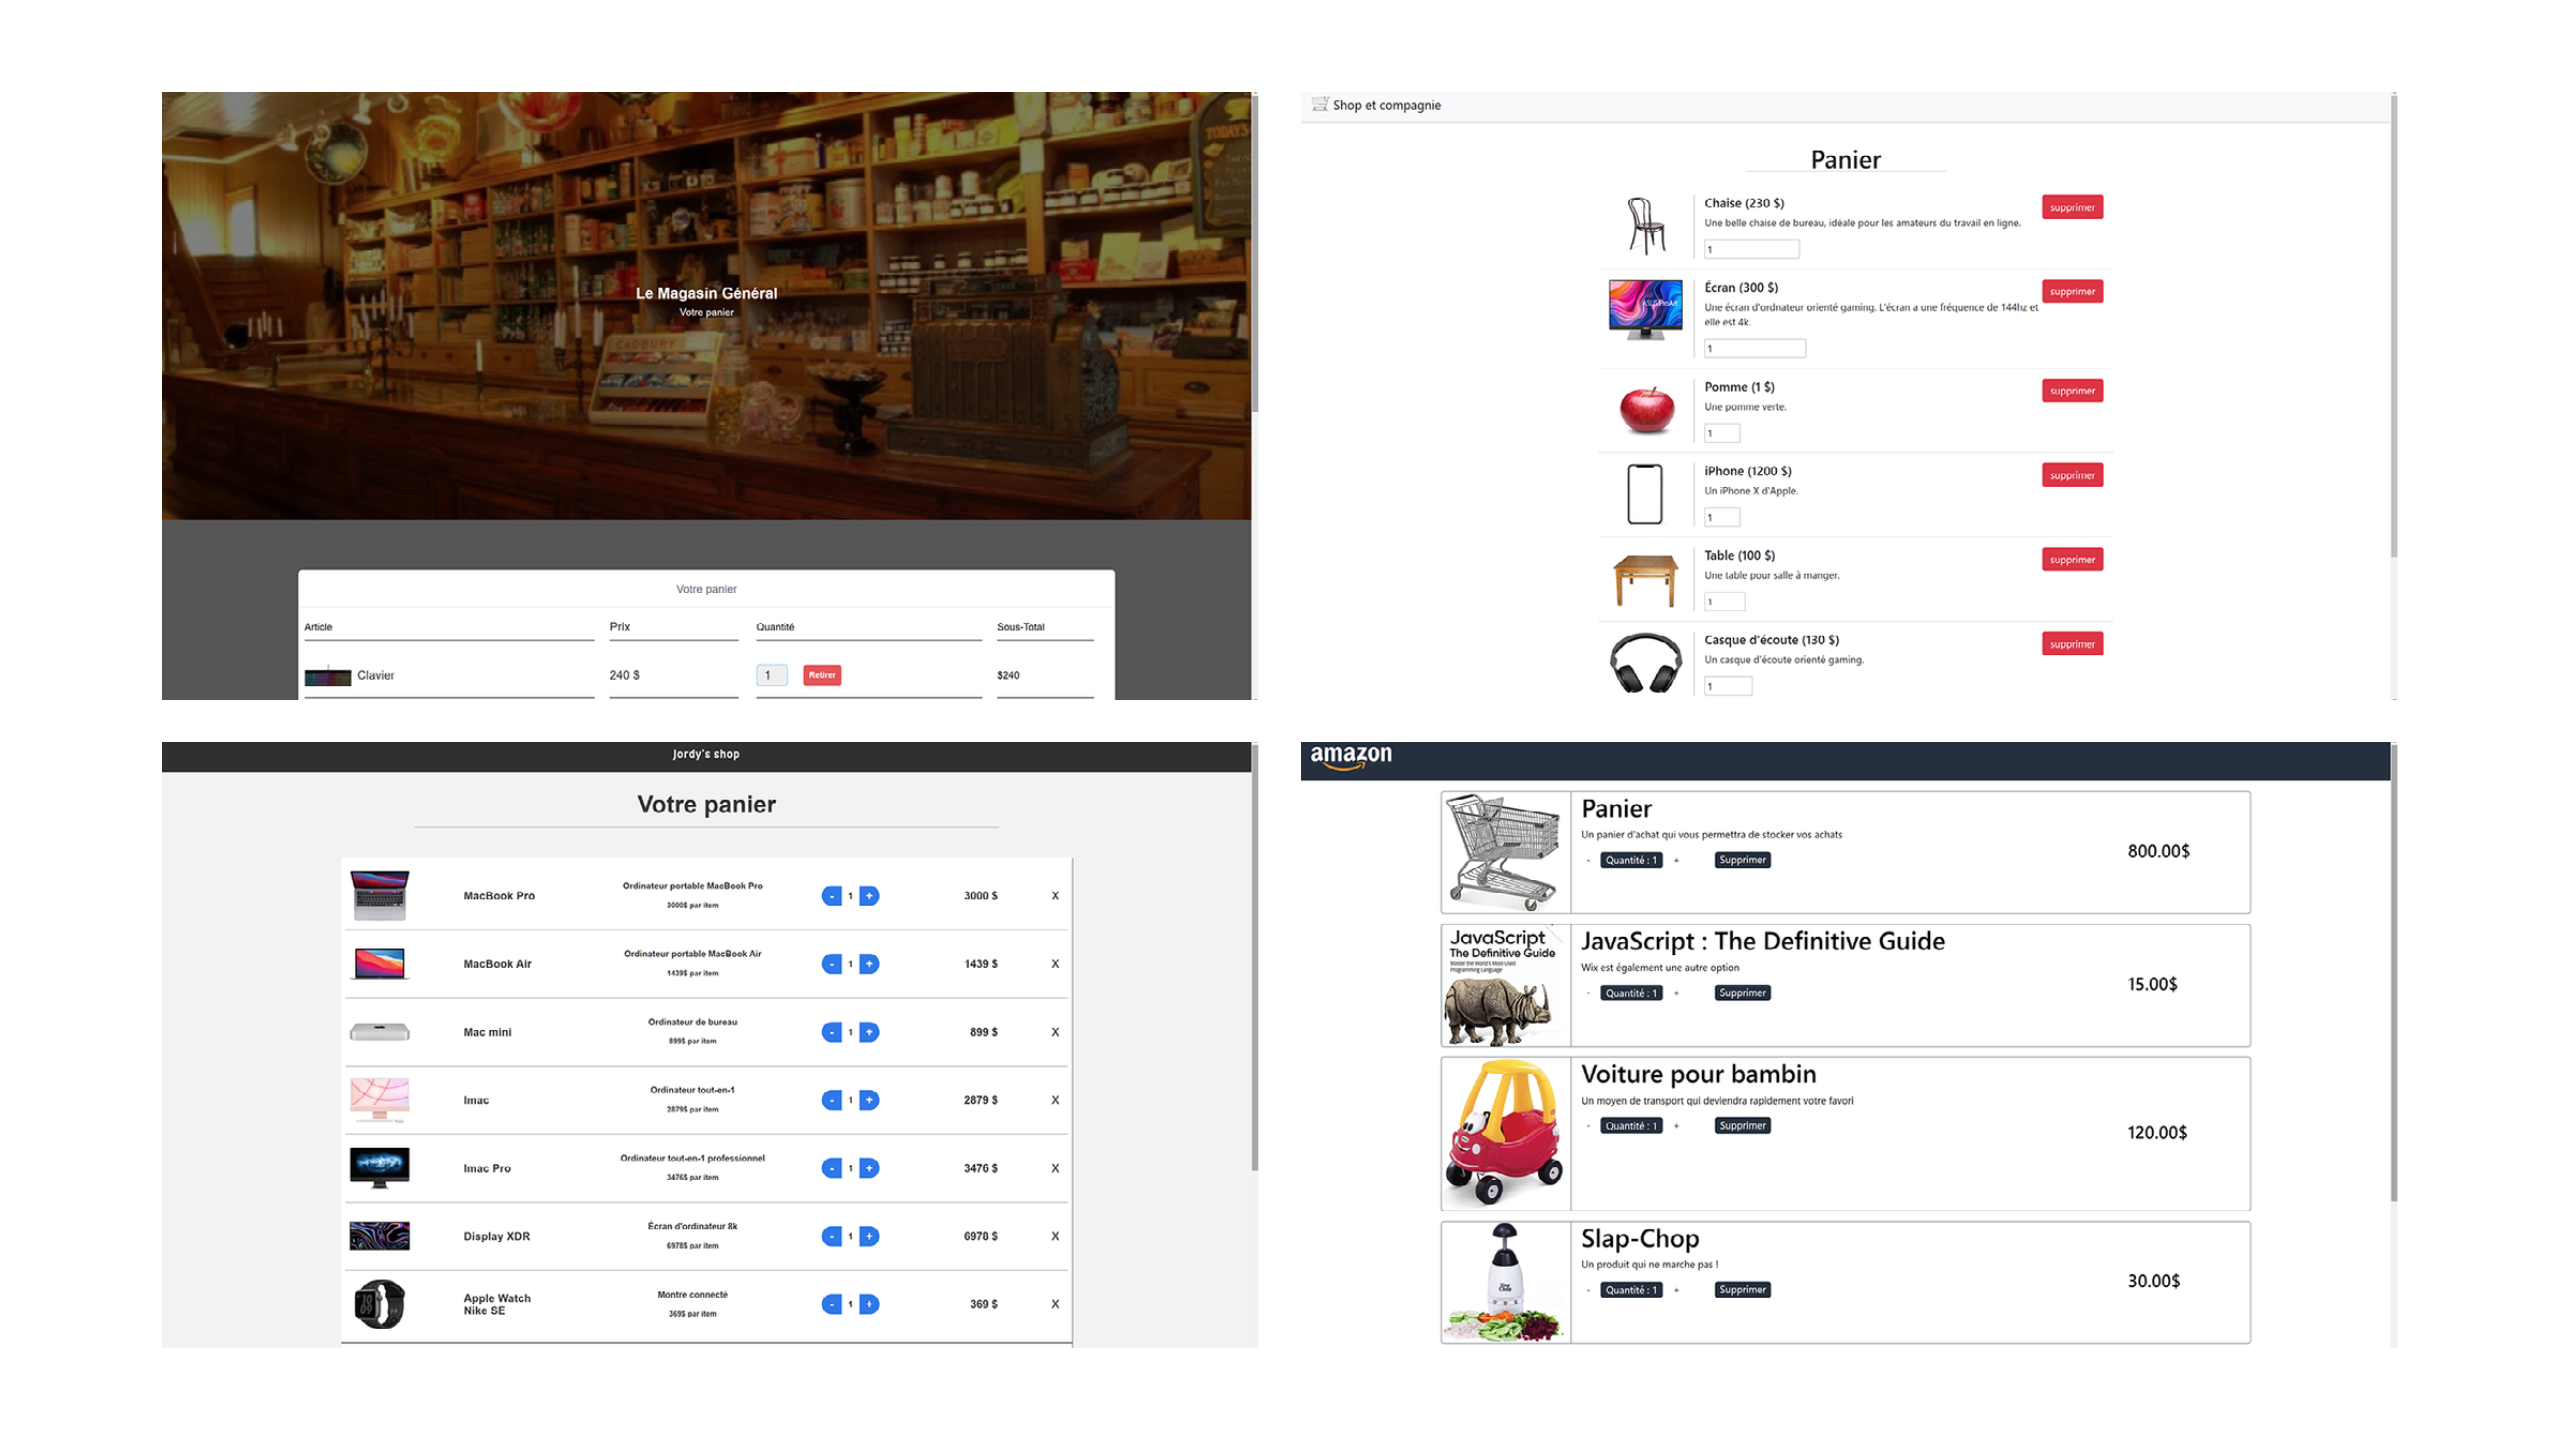 TODAY'S
CADBURY
Le Magasin Général
Votre panier
Votre panier
Article Prix Quantité Sous-Total
Clavier 240 $ 1 Retirer $240
Shop et compagnie
Panier
Chaise (230 $) supprimer
Une belle chaise de bureau, idéale pour les amateurs du travail en ligne.
1
Écran (300 $) supprimer
Une écran d'ordnateur orienté gaming. L'écran a une fréquence de 144hz et
elle est 4k.
1
Pomme (1 $) supprimer
Une pomme verte.
1
iPhone (1200 $) supprimer
Un iPhone X d'Apple.
1
Table (100 $) supprimer
Une table pour salle à manger.
1
Casque d'écoute (130 $) supprimer
Un casque d'écoute orienté gaming.
1
Jordy's shop
Votre panier
MacBook Pro Ordinateur portable MacBook Pro - 1 + 3000 $ X
3000$ par item
MacBook Air Ordinateur portable MacBook Air - 1 + 1439 $ X
1439$ par item
Mac mini Ordinateur de bureau - 1 + 899 $ X
899$ par item
Imac Ordinateur tout-en-1 - 1 + 2879 $ X
2879$ par item
Imac Pro Ordinateur tout-en-1 professionnel - 1 + 3476 $ X
3476$ par item
Display XDR Écran d'ordinateur 8k - 1 + 6978 $ X
6978$ par item
Apple Watch
Nike SE Montre connecté - 1 + 369 $ X
369$ par item
amazon
Panier
Un panier d'achat qui vous permettra de stocker vos achats
- Quantité : 1 + Supprimer
800.00$
JavaScript
The Definitive Guide
Master the World's Most-Used
Programming Language
JavaScript : The Definitive Guide
Wix est également une autre option
- Quantité : 1 + Supprimer
15.00$
Voiture pour bambin
Un moyen de transport qui deviendra rapidement votre favori
- Quantité : 1 + Supprimer
120.00$
Slap-Chop
Un produit qui ne marche pas !
- Quantité : 1 + Supprimer
30.00$